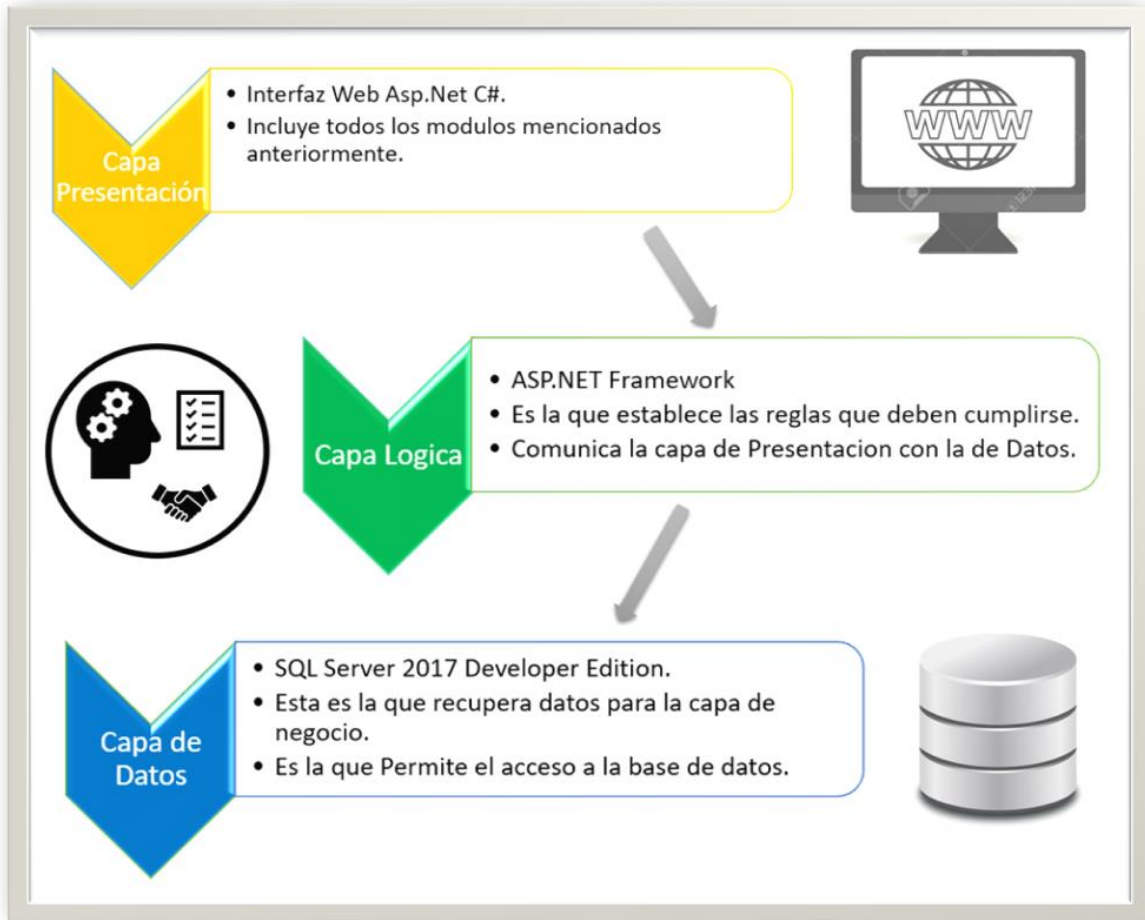 Capa
Presentación
• Interfaz Web Asp.Net C#.
• Incluye todos los modulos mencionados
anteriormente.
WWW
Capa Logica
• ASP.NET Framework
• Es la que establece las reglas que deben cumplirse.
• Comunica la capa de Presentacion con la de Datos.
Capa de
Datos
• SQL Server 2017 Developer Edition.
• Esta es la que recupera datos para la capa de
negocio.
• Es la que Permite el acceso a la base de datos.